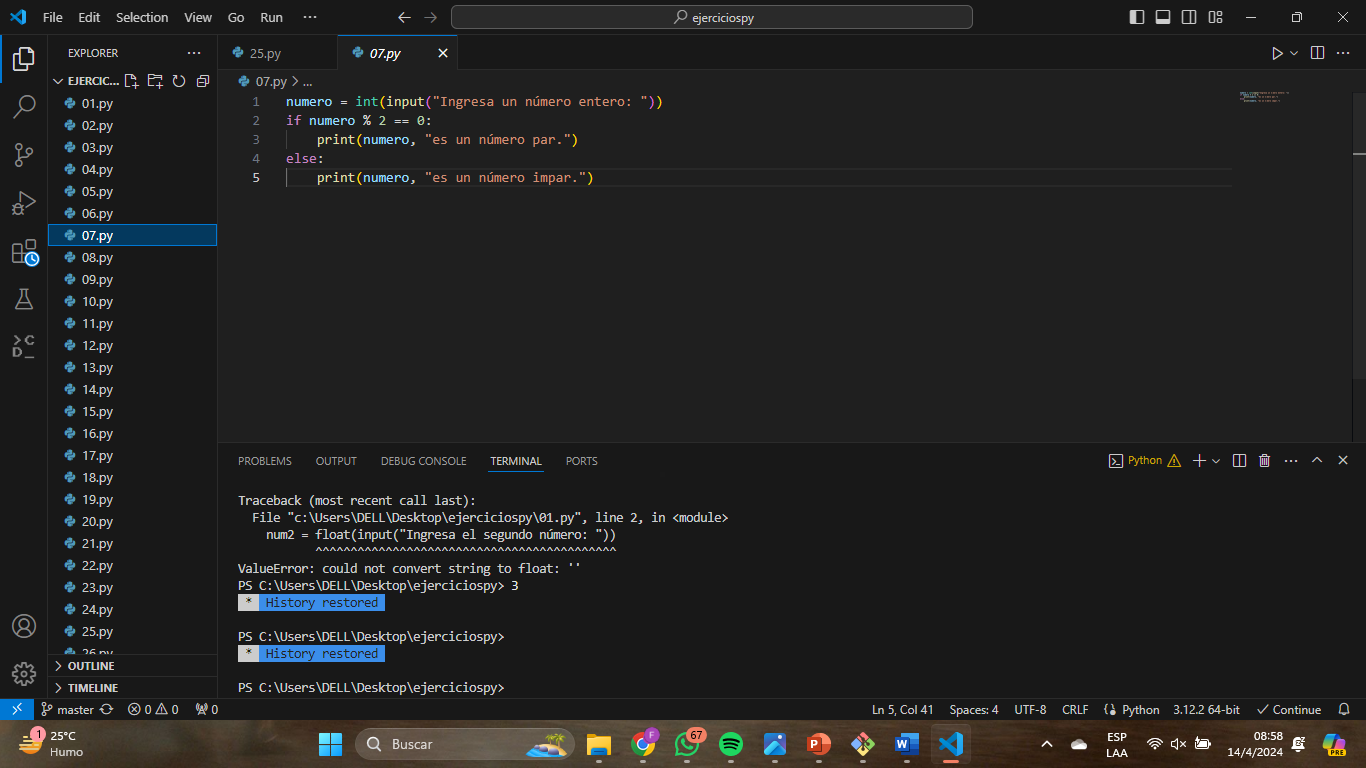 File Edit Selection View Go Run ··· ejerciciospy
EXPLORER ···
EJERCIC...
01.py
02.py
03.py
04.py
05.py
06.py
07.py
08.py
09.py
10.py
11.py
12.py
13.py
14.py
15.py
16.py
17.py
18.py
19.py
20.py
21.py
22.py
23.py
24.py
25.py
26.py
OUTLINE
TIMELINE
25.py 07.py
07.py > ...
1 numero = int(input("Ingresa un número entero: "))
2 if numero % 2 == 0:
3 print(numero, "es un número par.")
4 else:
5 print(numero, "es un número impar.")
PROBLEMS OUTPUT DEBUG CONSOLE TERMINAL PORTS Python
Traceback (most recent call last):
File "c:\Users\DELL\Desktop\ejerciciospy\01.py", line 2, in <module>
num2 = float(input("Ingresa el segundo número: "))
^^^^^^^^^^^^^^^^^^^^^^^^^^^^^^^^^^^^^^^^^^^
ValueError: could not convert string to float: ''
PS C:\Users\DELL\Desktop\ejerciciospy> 3
* History restored
PS C:\Users\DELL\Desktop\ejerciciospy>
* History restored
PS C:\Users\DELL\Desktop\ejerciciospy>
master 0 0 0 Ln 5, Col 41 Spaces: 4 UTF-8 CRLF Python 3.12.2 64-bit Continue
1 25°C
Humo
Buscar
F
67
ESP
LAA
08:58
14/4/2024
PRE